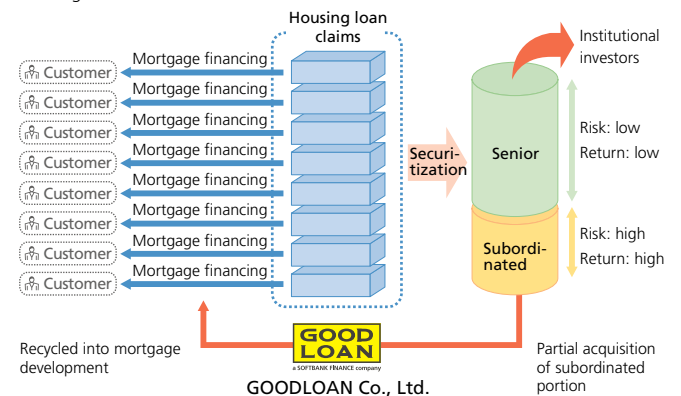 Housing loan
claims
Institutional
investors
Customer
Mortgage financing
Customer
Mortgage financing
Customer
Mortgage financing
Customer
Mortgage financing
Customer
Mortgage financing
Customer
Mortgage financing
Customer
Mortgage financing
Customer
Mortgage financing
Securi-
tization
Senior
Risk: low
Return: low
Subordi-
nated
Risk: high
Return: high
Recycled into mortgage
development
GOOD
LOAN
a SOFTBANK FINANCE company
GOODLOAN Co., Ltd.
Partial acquisition
of subordinated
portion